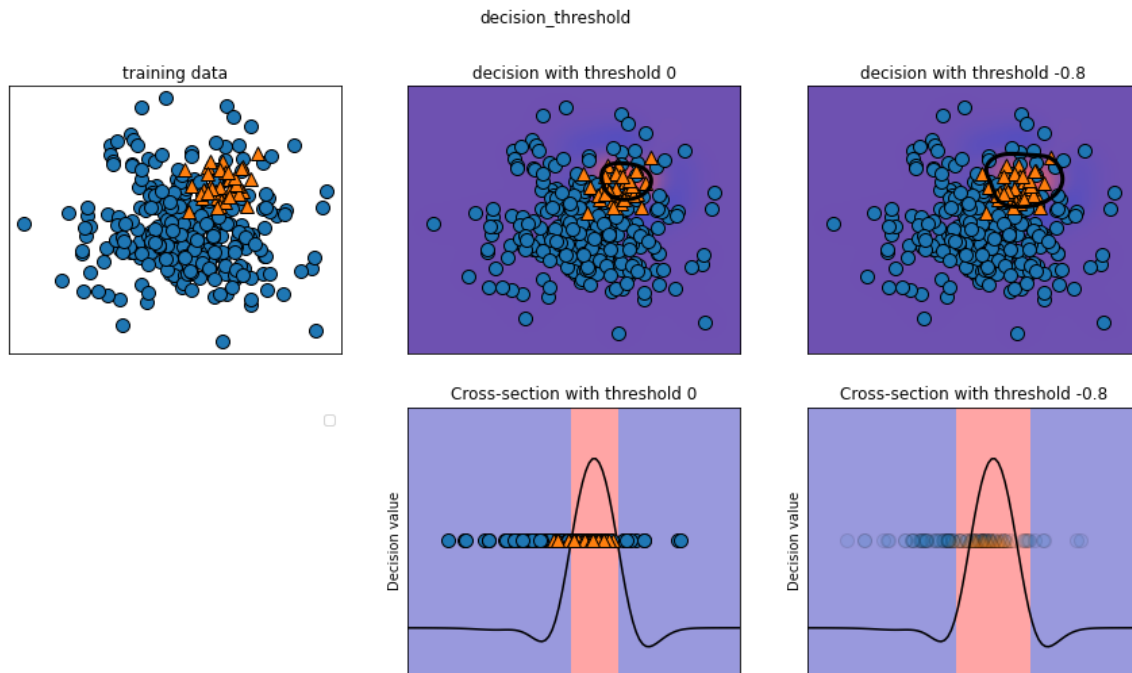 decision_threshold
training data
decision with threshold 0
decision with threshold -0.8
Cross-section with threshold 0
Cross-section with threshold -0.8
Decision value
Decision value